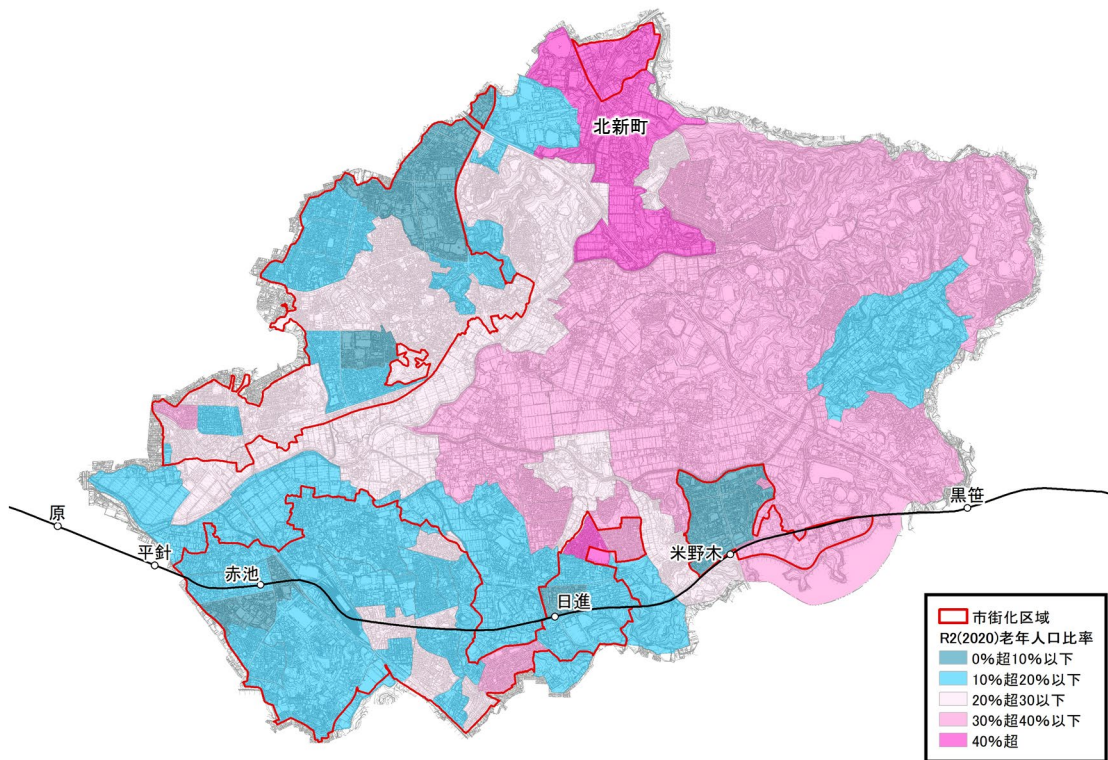 北新町
原
平針
赤池
日進
米野木
黒笹
市街化区域
R2(2020)老年人口比率
0%超10%以下
10%超20%以下
20%超30以下
30%超40%以下
40%超